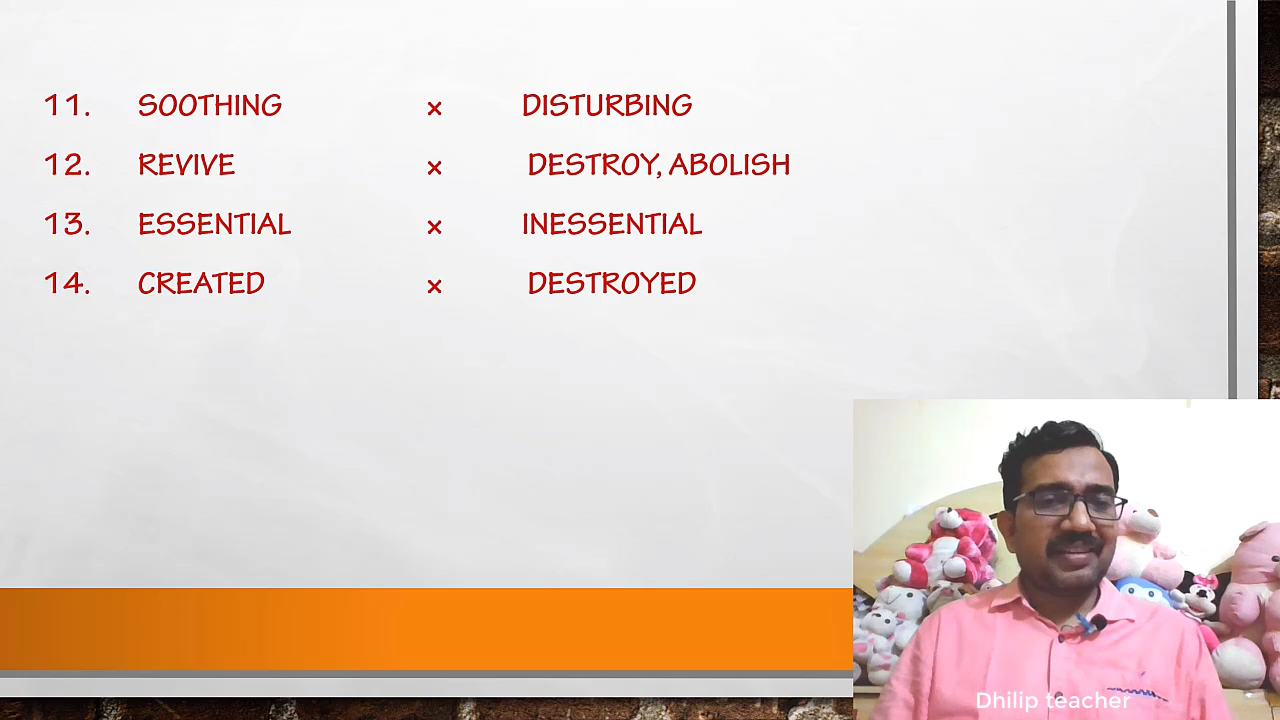 11. SOOTHING x DISTURBING
12. REVIVE x DESTROY, ABOLISH
13. ESSENTIAL x INESSENTIAL
14. CREATED x DESTROYED
Dhilip teacher